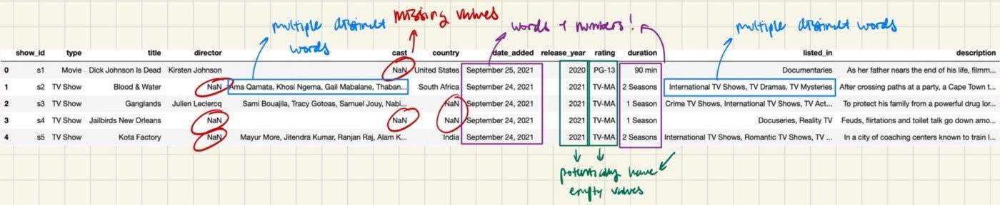 missing values
multiple distinct
words
words + numbers!
multiple distinct words
show_id type title director cast country date_added release_year rating duration listed_in description
0 s1 Movie Dick Johnson Is Dead Kirsten Johnson NaN United States September 25, 2021 2020 PG-13 90 min Documentaries As her father nears the end of his life, filmm...
1 s2 TV Show Blood & Water NaN Ama Qamata, Khosi Ngema, Gail Mabalane, Thaban... South Africa September 24, 2021 2021 TV-MA 2 Seasons International TV Shows, TV Dramas, TV Mysteries After crossing paths at a party, a Cape Town t...
2 s3 TV Show Ganglands Julien Leclercq Sami Bouajila, Tracy Gotoas, Samuel Jouy, Nabi... NaN September 24, 2021 2021 TV-MA 1 Season Crime TV Shows, International TV Shows, TV Act... To protect his family from a powerful drug lor...
3 s4 TV Show Jailbirds New Orleans NaN NaN NaN September 24, 2021 2021 TV-MA 1 Season Docuseries, Reality TV Feuds, flirtations and toilet talk go down amo...
4 s5 TV Show Kota Factory NaN Mayur More, Jitendra Kumar, Ranjan Raj, Alam K... India September 24, 2021 2021 TV-MA 2 Seasons International TV Shows, Romantic TV Shows, TV ... In a city of coaching centers known to train I...
potentially have
empty values